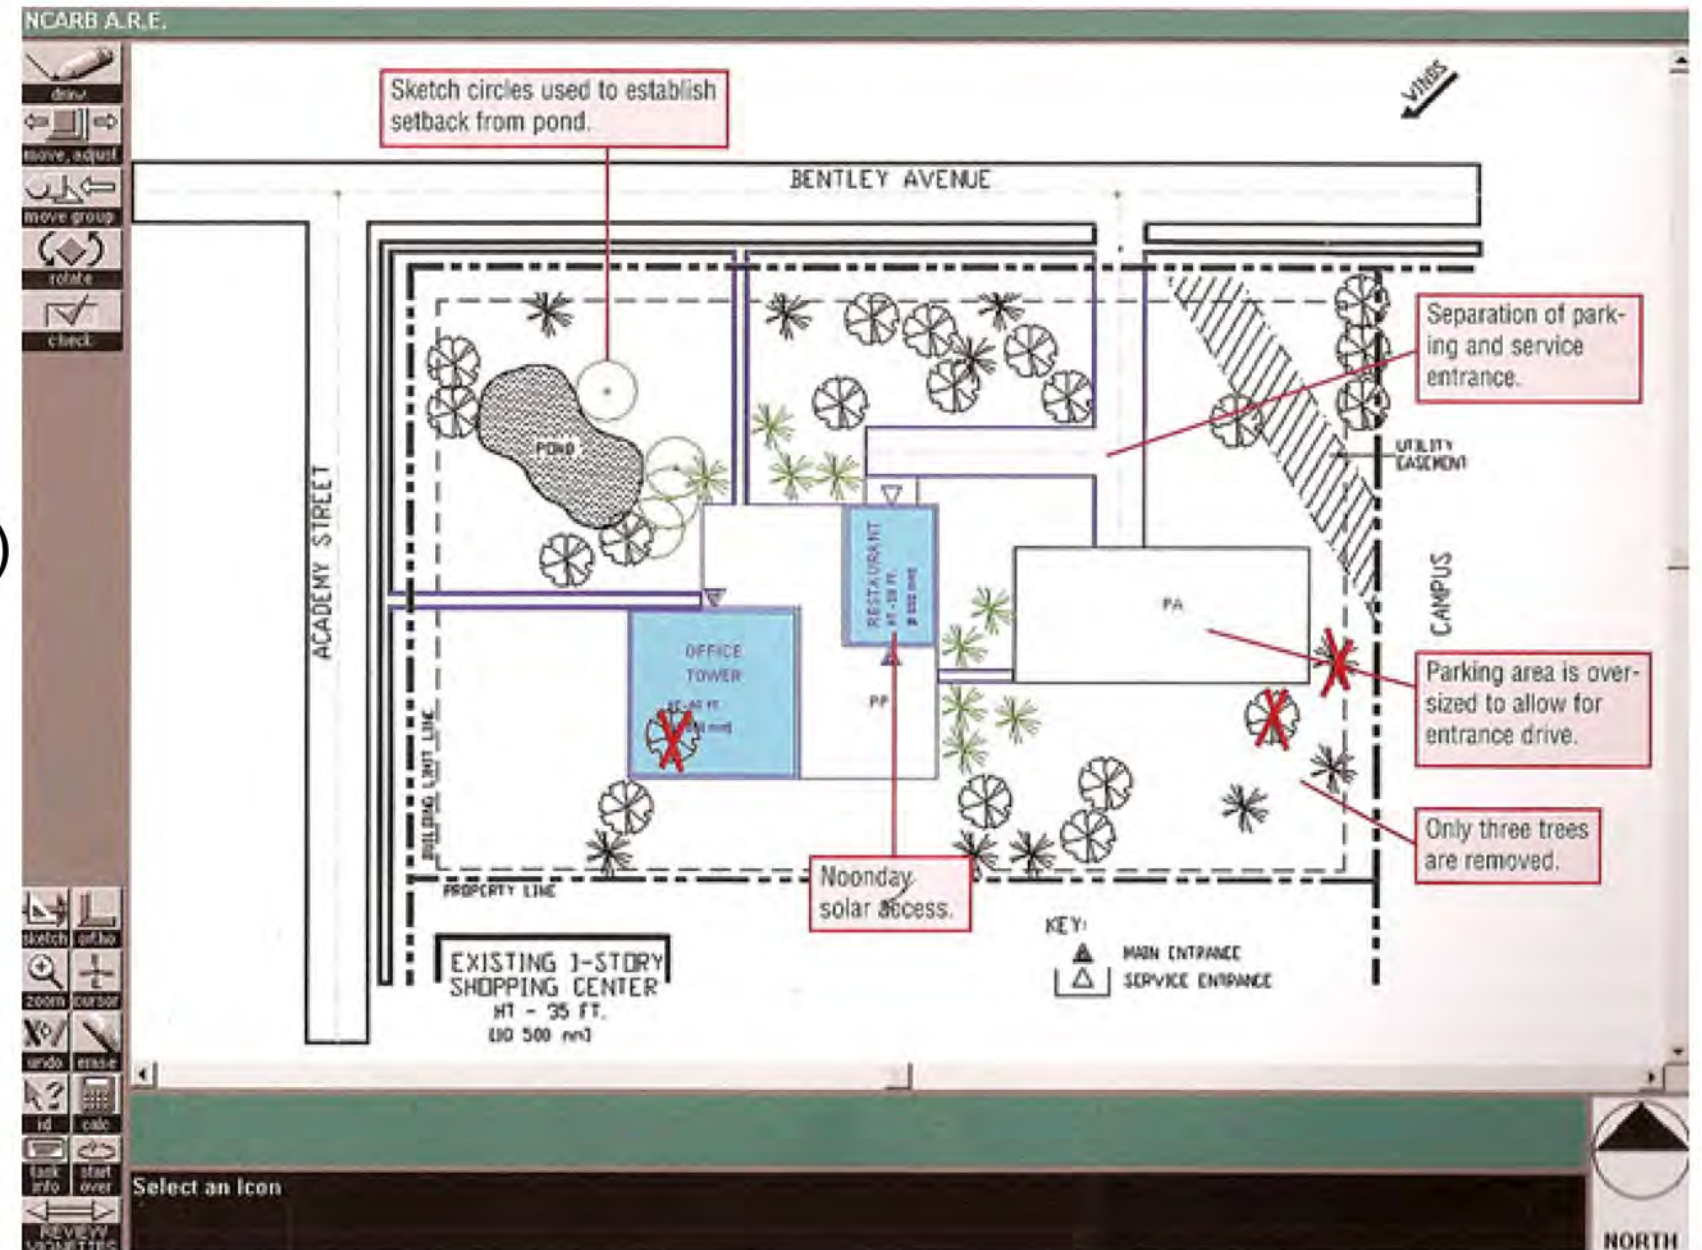 NCARB A.R.E.
draw
move, adjust
move group
rotate
check
Sketch circles used to establish
setback from pond.
WINDS
BENTLEY AVENUE
Separation of park-
ing and service
entrance.
POND
UTILITY
EASEMENT
ACADEMY STREET
RESTAURANT
CAMPUS
PA
OFFICE
TOWER
PP
Parking area is over-
sized to allow for
entrance drive.
BUILDING LIMIT LINE
Only three trees
are removed.
PROPERTY LINE
Noonday
solar access.
KEY:
MAIN ENTRANCE
SERVICE ENTRANCE
EXISTING 1-STORY
SHOPPING CENTER
HT - 35 FT.
[10 500 mm]
sketch ortho
zoom cursor
undo erase
id calc
task start
info over
REVIEW
VIGNETTES
Select an Icon
NORTH